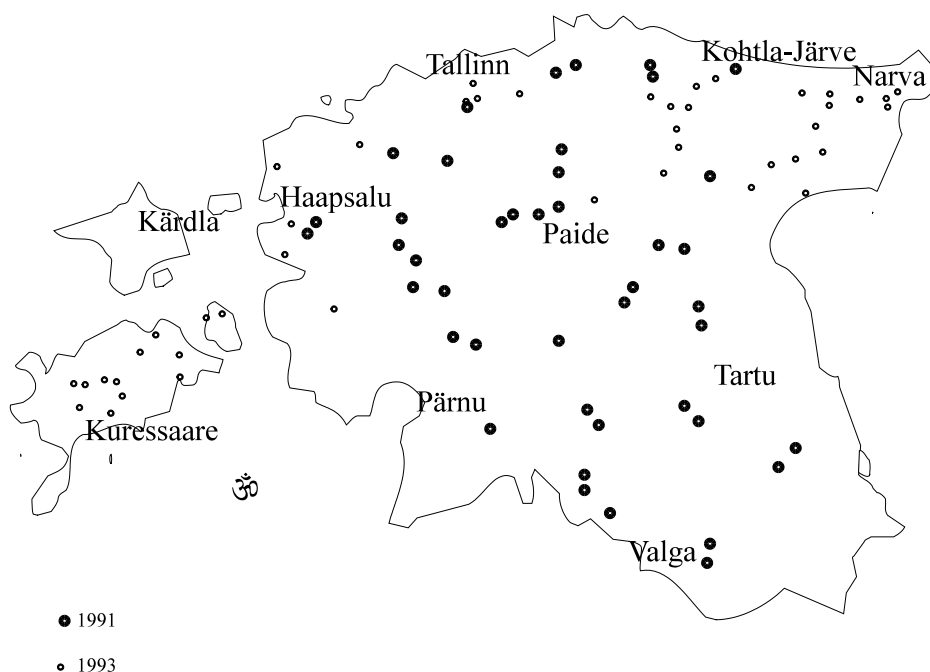 Tallinn
Kohtla-Järve
Narva
Haapsalu
Kärdla
Paide
Tartu
Pärnu
Kuressaare
ॐ
Valga
1991
1993